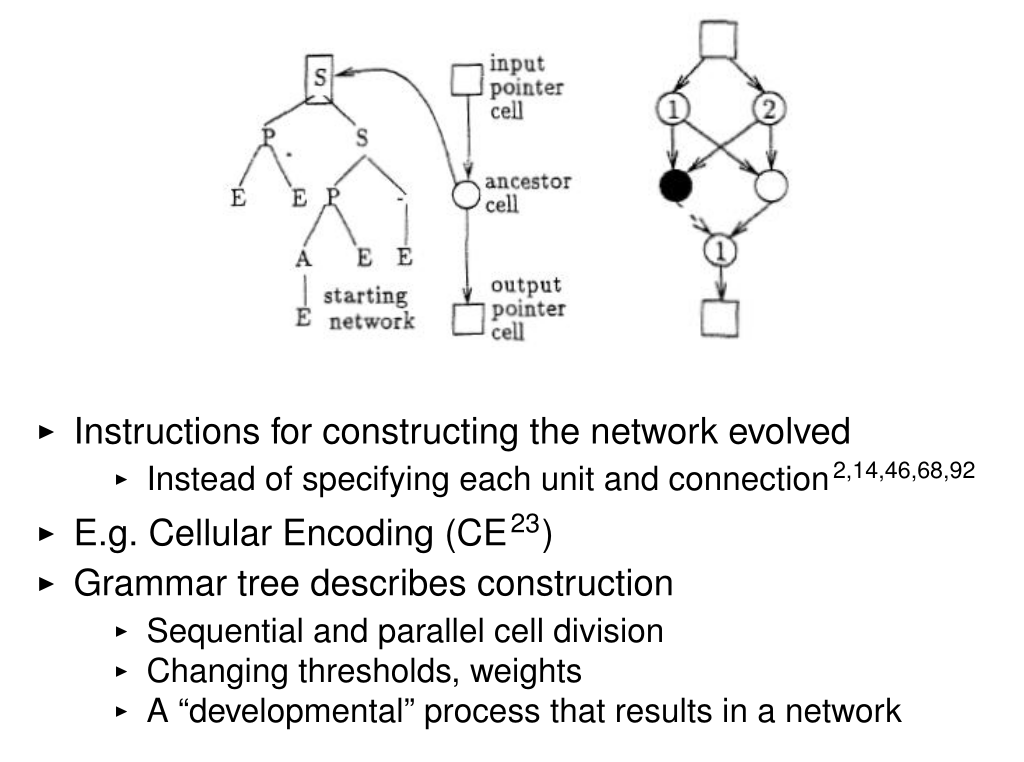 S
P S
E E P -
A E E
E
starting
network
input
pointer
cell
ancestor
cell
output
pointer
cell
1 2
1
▸ Instructions for constructing the network evolved
▸ Instead of specifying each unit and connection 2,14,46,68,92
▸ E.g. Cellular Encoding (CE 23)
▸ Grammar tree describes construction
▸ Sequential and parallel cell division
▸ Changing thresholds, weights
▸ A “developmental” process that results in a network